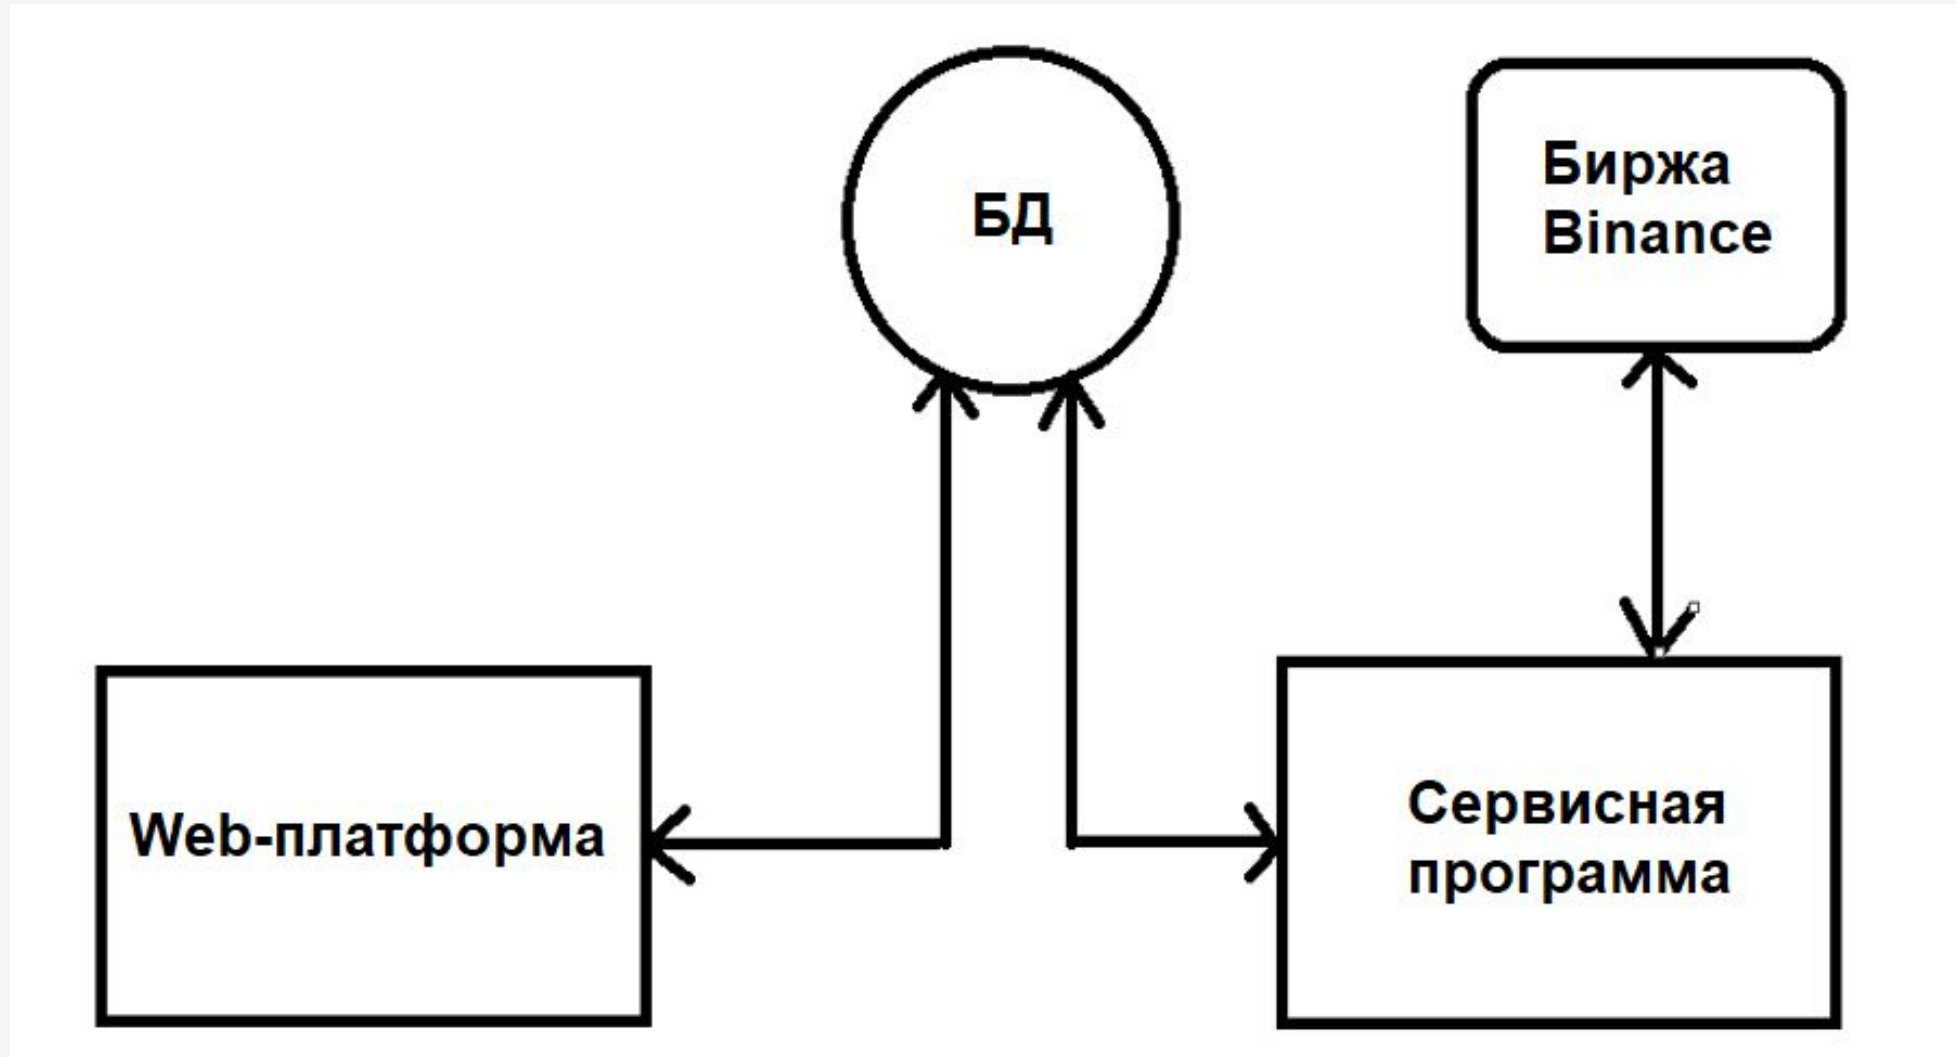 БД
Биржа
Binance
Web-платформа
Сервисная
программа